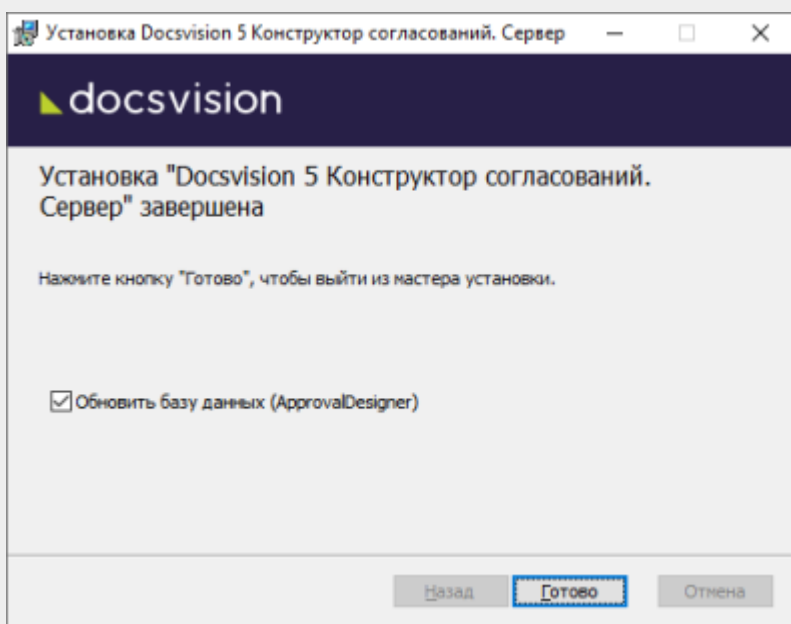 Установка Docsvision 5 Конструктор согласований. Сервер
docsvision
Установка "Docsvision 5 Конструктор согласований.
Сервер" завершена
Нажмите кнопку "Готово", чтобы выйти из мастера установки.
Обновить базу данных (ApprovalDesigner)
Назад Готово Отмена